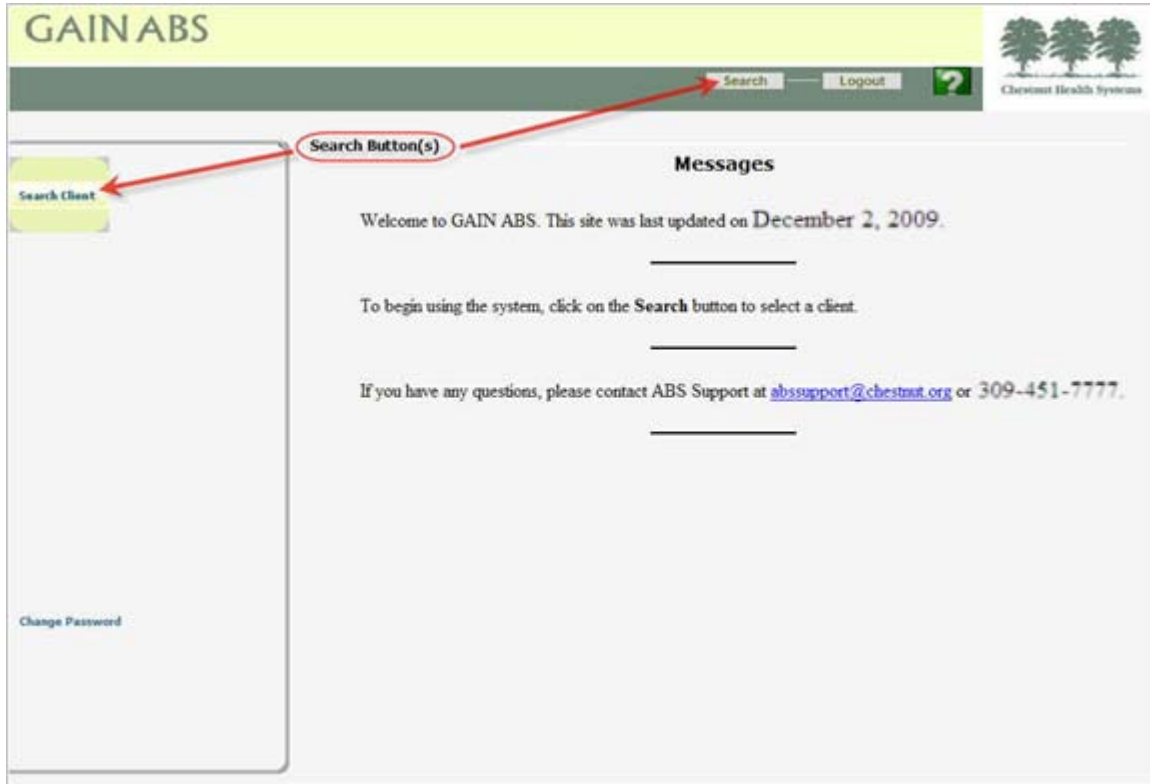 GAIN ABS
Search
Logout
?
Chestnut Health Systems
Search Button(s)
Search Client
Messages
Welcome to GAIN ABS. This site was last updated on December 2, 2009.
To begin using the system, click on the Search button to select a client.
If you have any questions, please contact ABS Support at abssupport@chestnut.org or 309-451-7777.
Change Password